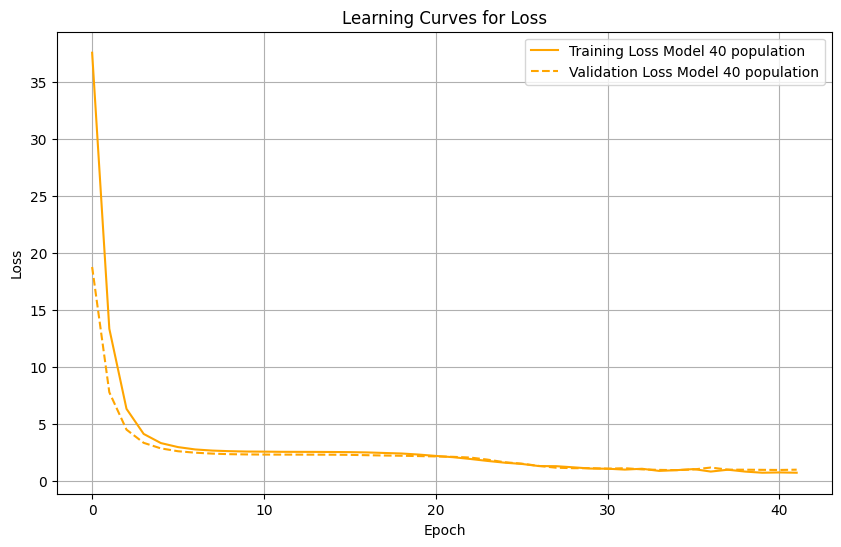 Learning Curves for Loss
Training Loss Model 40 population
Validation Loss Model 40 population
Loss
35
30
25
20
15
10
5
0
0 10 20 30 40
Epoch